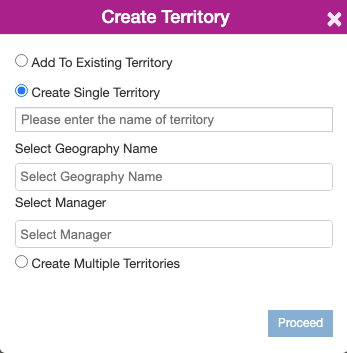 Create Territory
Add To Existing Territory
Create Single Territory
Please enter the name of territory
Select Geography Name
Select Geography Name
Select Manager
Select Manager
Create Multiple Territories
Proceed